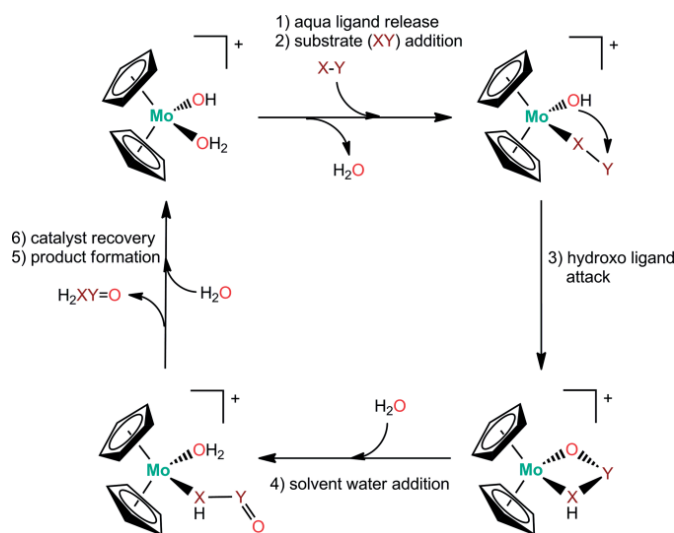 1) aqua ligand release
2) substrate (XY) addition
X-Y
H₂O
+
Mo
OH
OH₂
+
Mo
OH
X
Y
3) hydroxo ligand
attack
+
Mo
O
Y
X
H
H₂O
4) solvent water addition
+
Mo
OH₂
X
H
Y
O
6) catalyst recovery
5) product formation
H₂XY=O
H₂O